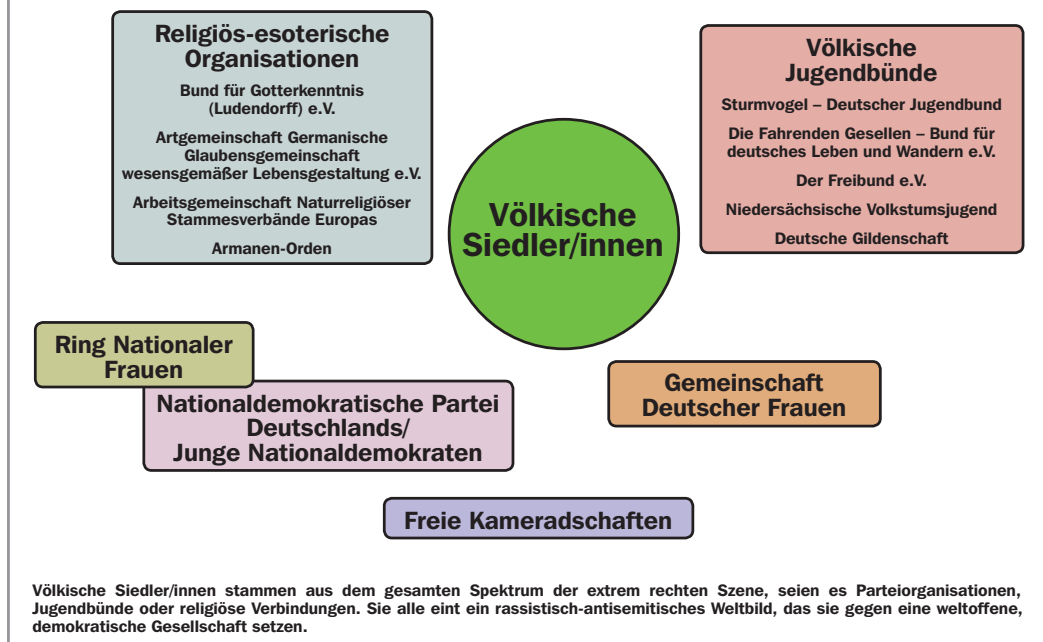 Religiös-esoterische
Organisationen
Bund für Gotterkenntnis
(Ludendorff) e.V.
Artgemeinschaft Germanische
Glaubensgemeinschaft
wesensgemäßer Lebensgestaltung e.V.
Arbeitsgemeinschaft Naturreligiöser
Stammesverbände Europas
Armanen-Orden
Völkische
Jugendbünde
Sturmvogel – Deutscher Jugendbund
Die Fahrenden Gesellen – Bund für
deutsches Leben und Wandern e.V.
Der Freibund e.V.
Niedersächsische Volkstumsjugend
Deutsche Gildenschaft
Völkische
Siedler/innen
Ring Nationaler
Frauen
Nationaldemokratische Partei
Deutschlands/
Junge Nationaldemokraten
Gemeinschaft
Deutscher Frauen
Freie Kameradschaften
Völkische Siedler/innen stammen aus dem gesamten Spektrum der extrem rechten Szene, seien es Parteiorganisationen,
Jugendbünde oder religiöse Verbindungen. Sie alle eint ein rassistisch-antisemitisches Weltbild, das sie gegen eine weltoffene,
demokratische Gesellschaft setzen.